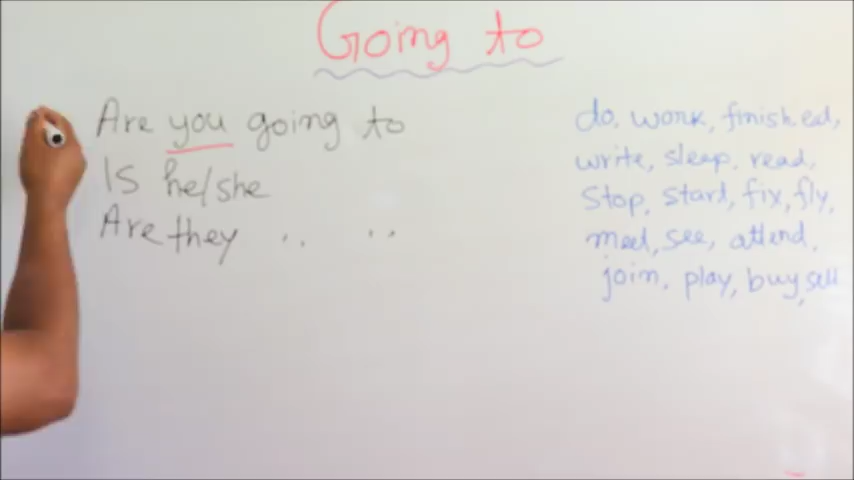 Going to
Are you going to
Is he/she
Are they .. ..
do, work, finished,
write, sleep, read,
Stop, start, fix, fly,
meet, see, attend,
join, play, buy, sell